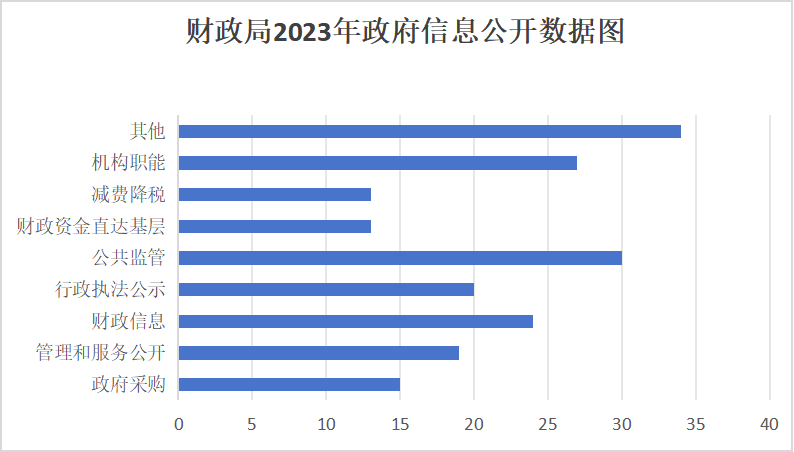 财政局2023年政府信息公开数据图
其他
机构职能
减费降税
财政资金直达基层
公共监管
行政执法公示
财政信息
管理和服务公开
政府采购
0 5 10 15 20 25 30 35 40